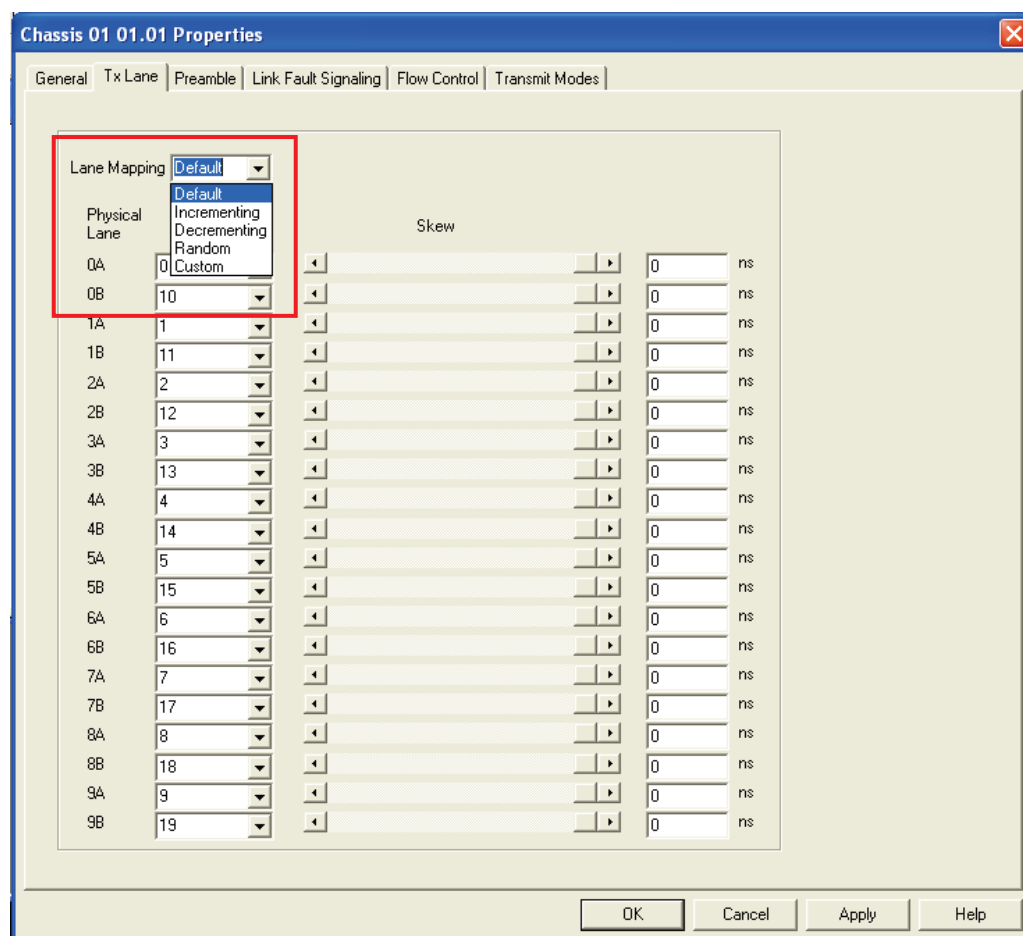 Chassis 01 01.01 Properties
General Tx Lane Preamble Link Fault Signaling Flow Control Transmit Modes
Lane Mapping Default
Default
Incrementing
Decrementing
Random
Custom
Physical
Lane
Skew
0A 0 0 ns
0B 10 0 ns
1A 1 0 ns
1B 11 0 ns
2A 2 0 ns
2B 12 0 ns
3A 3 0 ns
3B 13 0 ns
4A 4 0 ns
4B 14 0 ns
5A 5 0 ns
5B 15 0 ns
6A 6 0 ns
6B 16 0 ns
7A 7 0 ns
7B 17 0 ns
8A 8 0 ns
8B 18 0 ns
9A 9 0 ns
9B 19 0 ns
OK Cancel Apply Help